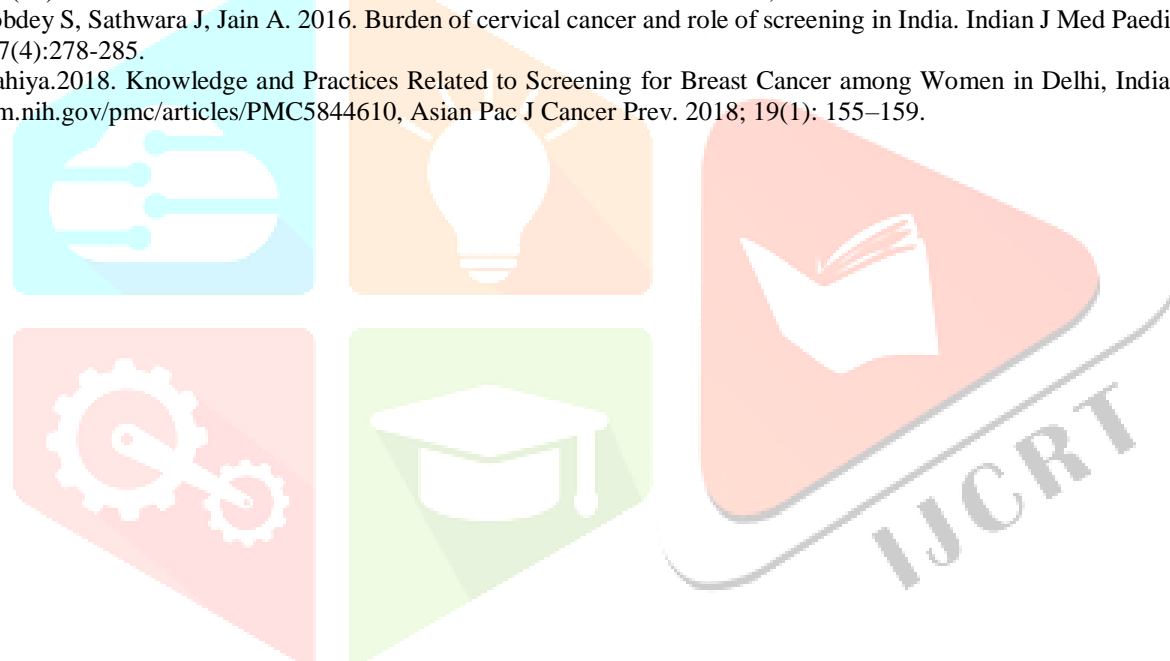 bdey S, Sathwara J, Jain A. 2016. Burden of cervical cancer and role of screening in India. Indian J Med Paedi
7(4):278-285.
ahiya.2018. Knowledge and Practices Related to Screening for Breast Cancer among Women in Delhi, India
m.nih.gov/pmc/articles/PMC5844610, Asian Pac J Cancer Prev. 2018; 19(1): 155–159.
IJCRT